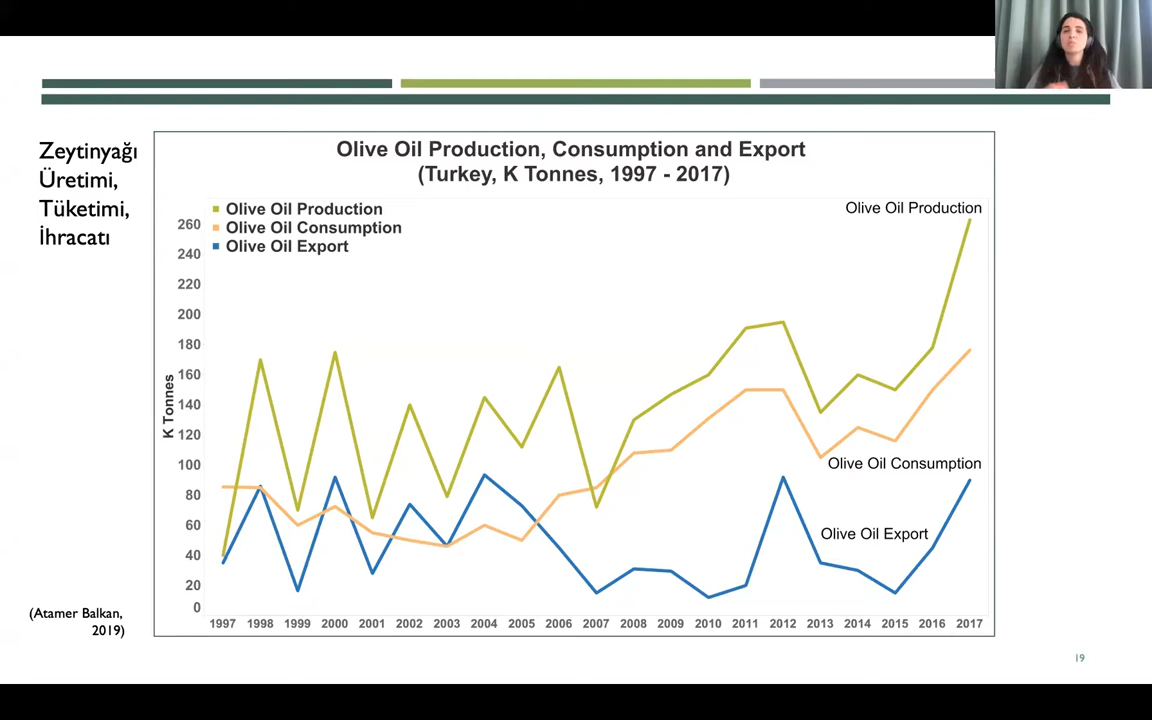 Zeytinyağı
Üretimi,
Tüketimi,
İhracatı
(Atamer Balkan,
2019)
Olive Oil Production, Consumption and Export
(Turkey, K Tonnes, 1997 - 2017)
Olive Oil Production
Olive Oil Consumption
Olive Oil Export
Olive Oil Production
Olive Oil Consumption
Olive Oil Export
K Tonnes
260
240
220
200
180
160
140
120
100
80
60
40
20
0
1997 1998 1999 2000 2001 2002 2003 2004 2005 2006 2007 2008 2009 2010 2011 2012 2013 2014 2015 2016 2017
19